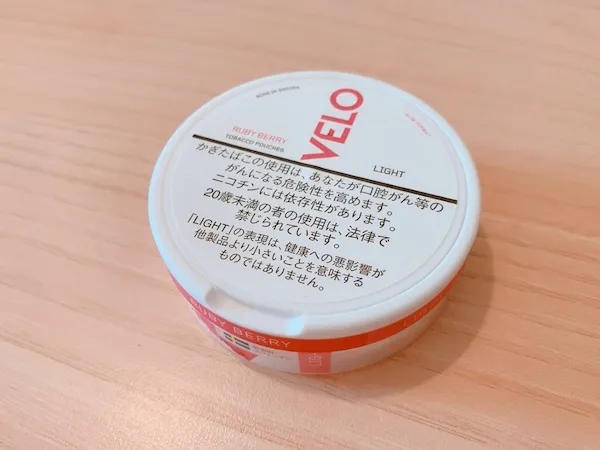 MADE IN SWEDEN
VELO
RUBY BERRY
TOBACCO POUCHES
LIGHT
かぎたばこの使用は、あなたが口腔がん等の
がんになる危険性を高めます。
ニコチンには依存性があります。
20歳未満の者の使用は、法律で
禁じられています。
「LIGHT」の表現は、健康への悪影響が
他製品より小さいことを意味する
ものではありません。
RUBY BERRY